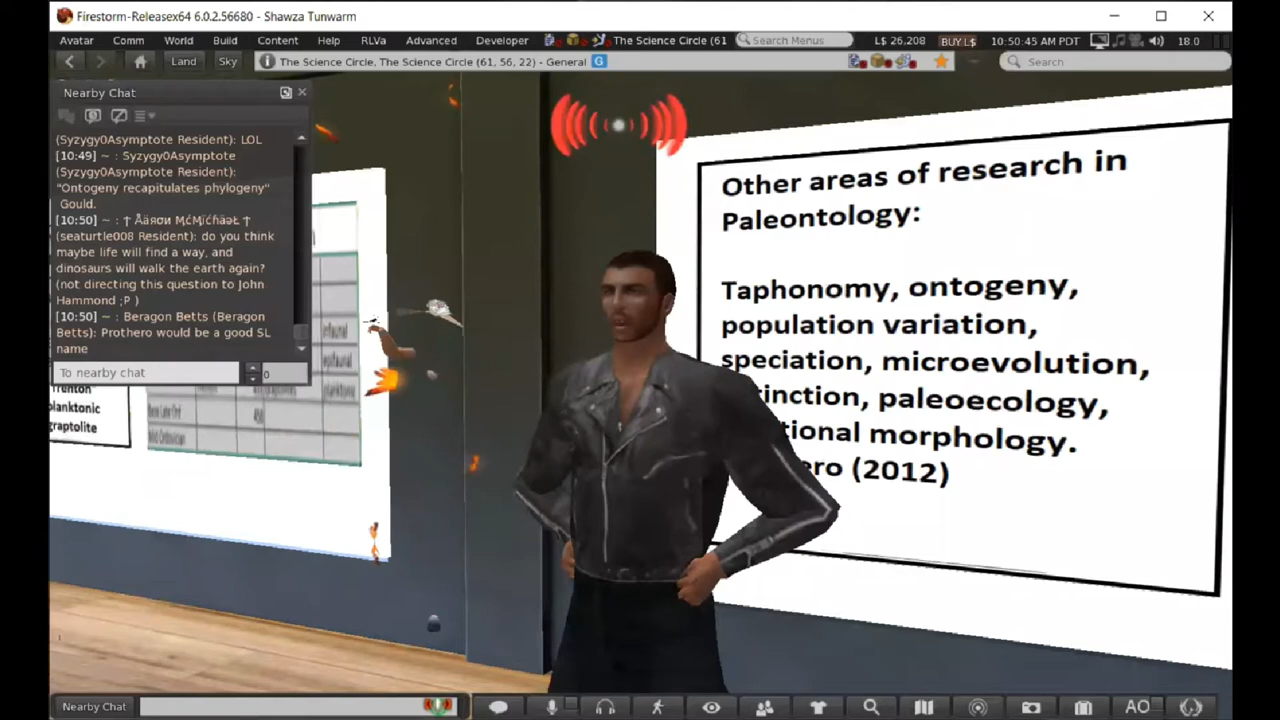 Firestorm-Releasex64 6.0.2.56680 - Shawza Tunwarm
Avatar Comm World Build Content Help RLVa Advanced Developer The Science Circle (61 Search Menus L$ 26,208 BUY L$ 10:50:45 AM PDT 18.0
Land Sky The Science Circle, The Science Circle (61, 56, 22) - General G Search
Nearby Chat
(Syzygy0Asymptote Resident): LOL
[10:49] ~ : Syzygy0Asymptote
(Syzygy0Asymptote Resident):
"Ontogeny recapitulates phylogeny"
Gould.
[10:50] ~ :
(seaturtle008 Resident): do you think
maybe life will find a way, and
dinosaurs will walk the earth again?
(not directing this question to John
Hammond ;P )
[10:50] ~ : Beragon Betts (Beragon
Betts): Prothero would be a good SL
name
To nearby chat 0
planktonic
graptolite
epifaunal
planktonic
Other areas of research in
Paleontology:
Taphonomy, ontogeny,
population variation,
speciation, microevolution,
tinction, paleoecology,
tional morphology.
ero (2012)
Nearby Chat AO